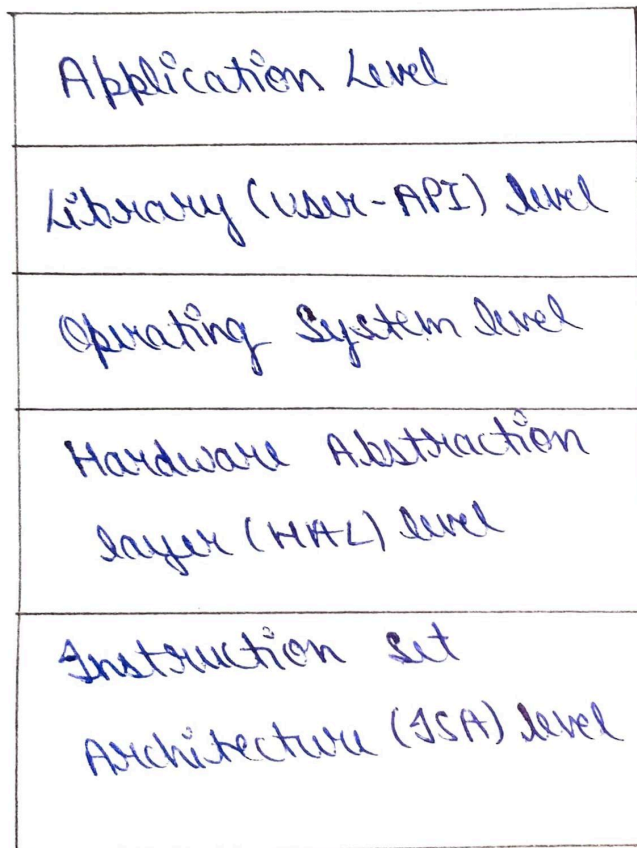 Application Level
Library (user-API) level
Operating System level
Hardware Abstraction
layer (HAL) level
Instruction Set
Architecture (ISA) level